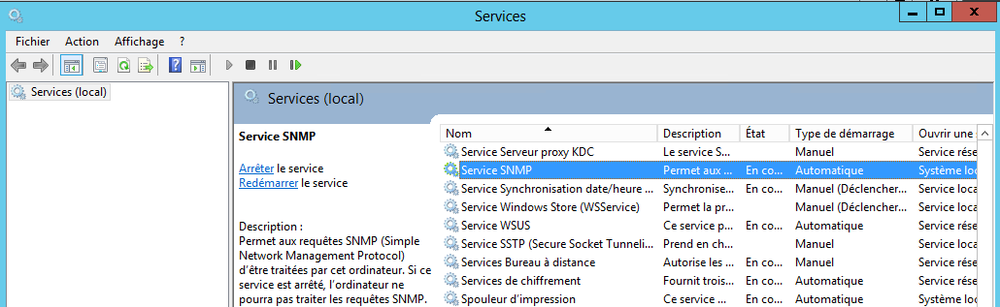 Services
Fichier Action Affichage ?
Services (local)
Services (local)
Service SNMP
Arrêter le service
Redémarrer le service
Description :
Permet aux requêtes SNMP (Simple
Network Management Protocol)
d'être traitées par cet ordinateur. Si ce
service est arrêté, l'ordinateur ne
pourra pas traiter les requêtes SNMP.
Nom Description État Type de démarrage Ouvrir une
Service Serveur proxy KDC Le service S... Manuel Service rése
Service SNMP Permet aux ... En co... Automatique Système loc
Service Synchronisation date/heure ... Synchronise... En co... Manuel (Déclencher... Service loca
Service Windows Store (WSService) Permet la pr... Manuel (Déclencher... Service loca
Service WSUS Ce service p... En co... Automatique Service rése
Service SSTP (Secure Socket Tunneli... Prend en ch... Manuel Service loca
Services Bureau à distance Autorise les ... En co... Manuel Service rése
Services de chiffrement Fournit trois... En co... Automatique Service rése
Spouleur d'impression Ce service ... En co... Automatique Système loc